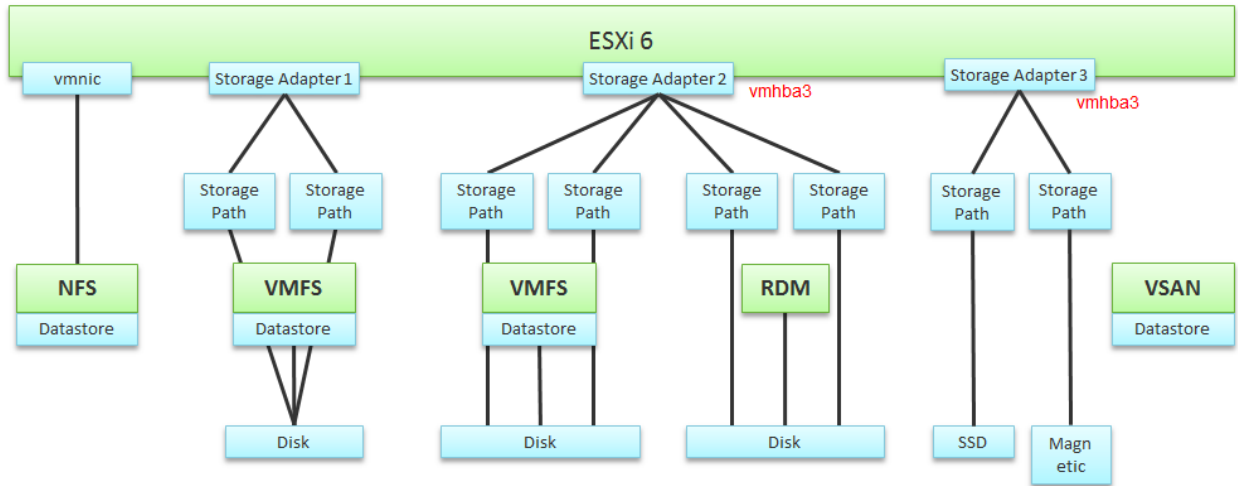 ESXi 6
vmnic
Storage Adapter 1
Storage Adapter 2
vmhba3
Storage Adapter 3
vmhba3
Storage
Path
Storage
Path
Storage
Path
Storage
Path
Storage
Path
Storage
Path
Storage
Path
Storage
Path
NFS
Datastore
VMFS
Datastore
VMFS
Datastore
RDM
VSAN
Datastore
Disk
Disk
Disk
SSD
Magn
etic